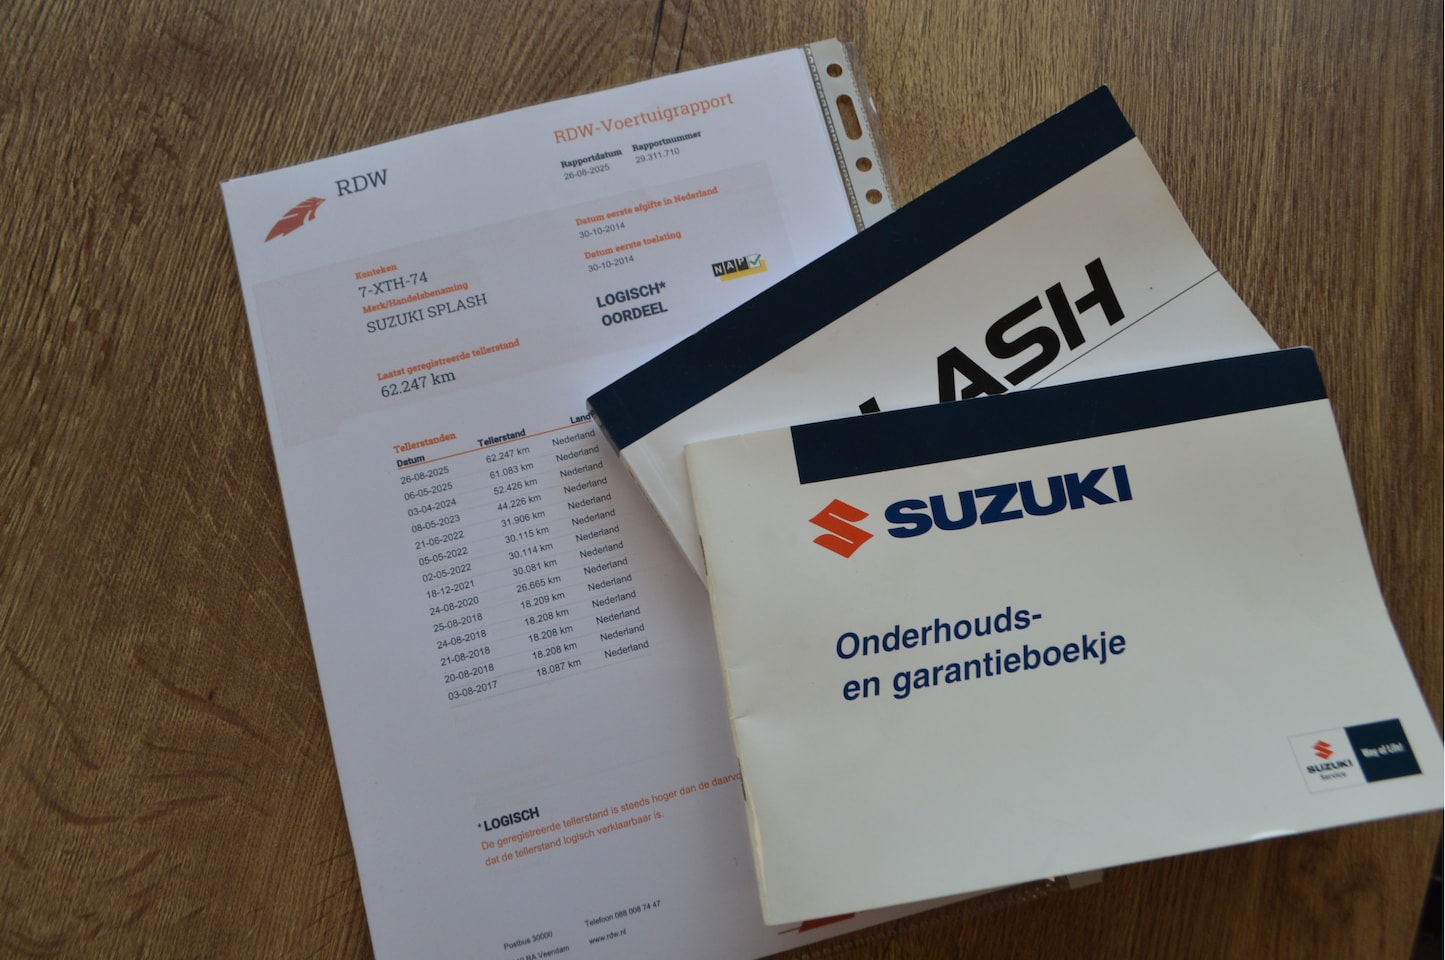 RDW
RDW-Voertuigrapport
Rapportdatum Rapportnummer
26-08-2025 29.311.710
Kenteken
7-XTH-74
Merk/Handelsbenaming
SUZUKI SPLASH
Datum eerste afgifte in Nederland
30-10-2014
Datum eerste toelating
30-10-2014
LOGISCH*
OORDEEL
NAP
Laatst geregistreerde tellerstand
62.247 km
Tellerstanden
Datum Tellerstand Land
26-08-2025 62.247 km Nederland
06-05-2025 61.083 km Nederland
03-04-2024 52.426 km Nederland
08-05-2023 44.226 km Nederland
21-06-2022 31.906 km Nederland
05-05-2022 30.115 km Nederland
02-05-2022 30.114 km Nederland
18-12-2021 30.081 km Nederland
24-08-2020 26.665 km Nederland
25-08-2018 18.209 km Nederland
24-08-2018 18.208 km Nederland
21-08-2018 18.208 km Nederland
20-08-2018 18.208 km Nederland
03-08-2017 18.087 km Nederland
* LOGISCH
De geregistreerde tellerstand is steeds hoger dan de
dat de tellerstand logisch verklaarbaar is.
Postbus 30000
Veendam
Telefoon 088 008 74 47
www.rdw.nl
LASH
SUZUKI
Onderhouds-
en garantieboekje
SUZUKI
Service
Way of Life!